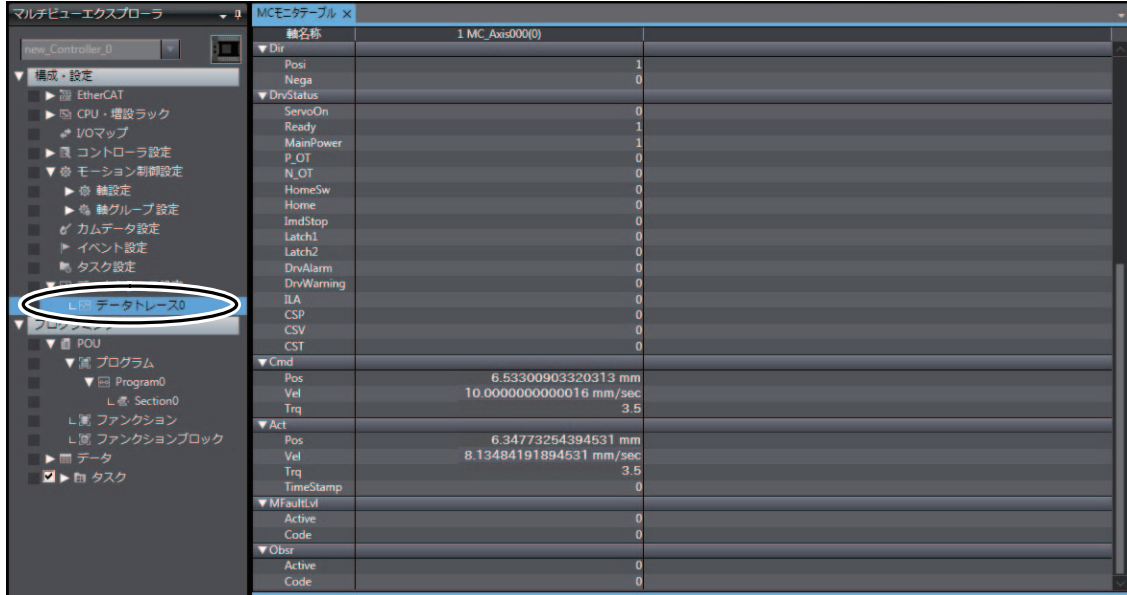 マルチビューエクスプローラ
new_Controller_0
構成・設定
EtherCAT
CPU・増設ラック
I/Oマップ
コントローラ設定
モーション制御設定
軸設定
軸グループ設定
カムデータ設定
イベント設定
タスク設定
データトレース0
プログラミング
POU
プログラム
Program0
Section0
ファンクション
ファンクションブロック
データ
タスク
MCモニタテーブル
軸名称 1 MC_Axis000(0)
Dir
Posi 1
Nega 0
DrvStatus
ServoOn 0
Ready 1
MainPower 1
P_OT 0
N_OT 0
HomeSw 0
Home 0
ImdStop 0
Latch1 0
Latch2 0
DrvAlarm 0
DrvWarning 0
ILA 0
CSP 0
CSV 0
CST 0
Cmd
Pos 6.53300903320313 mm
Vel 10.0000000000016 mm/sec
Trq 3.5
Act
Pos 6.34773254394531 mm
Vel 8.13484191894531 mm/sec
Trq 3.5
TimeStamp 0
MFaultLvl
Active 0
Code 0
Obsr
Active 0
Code 0